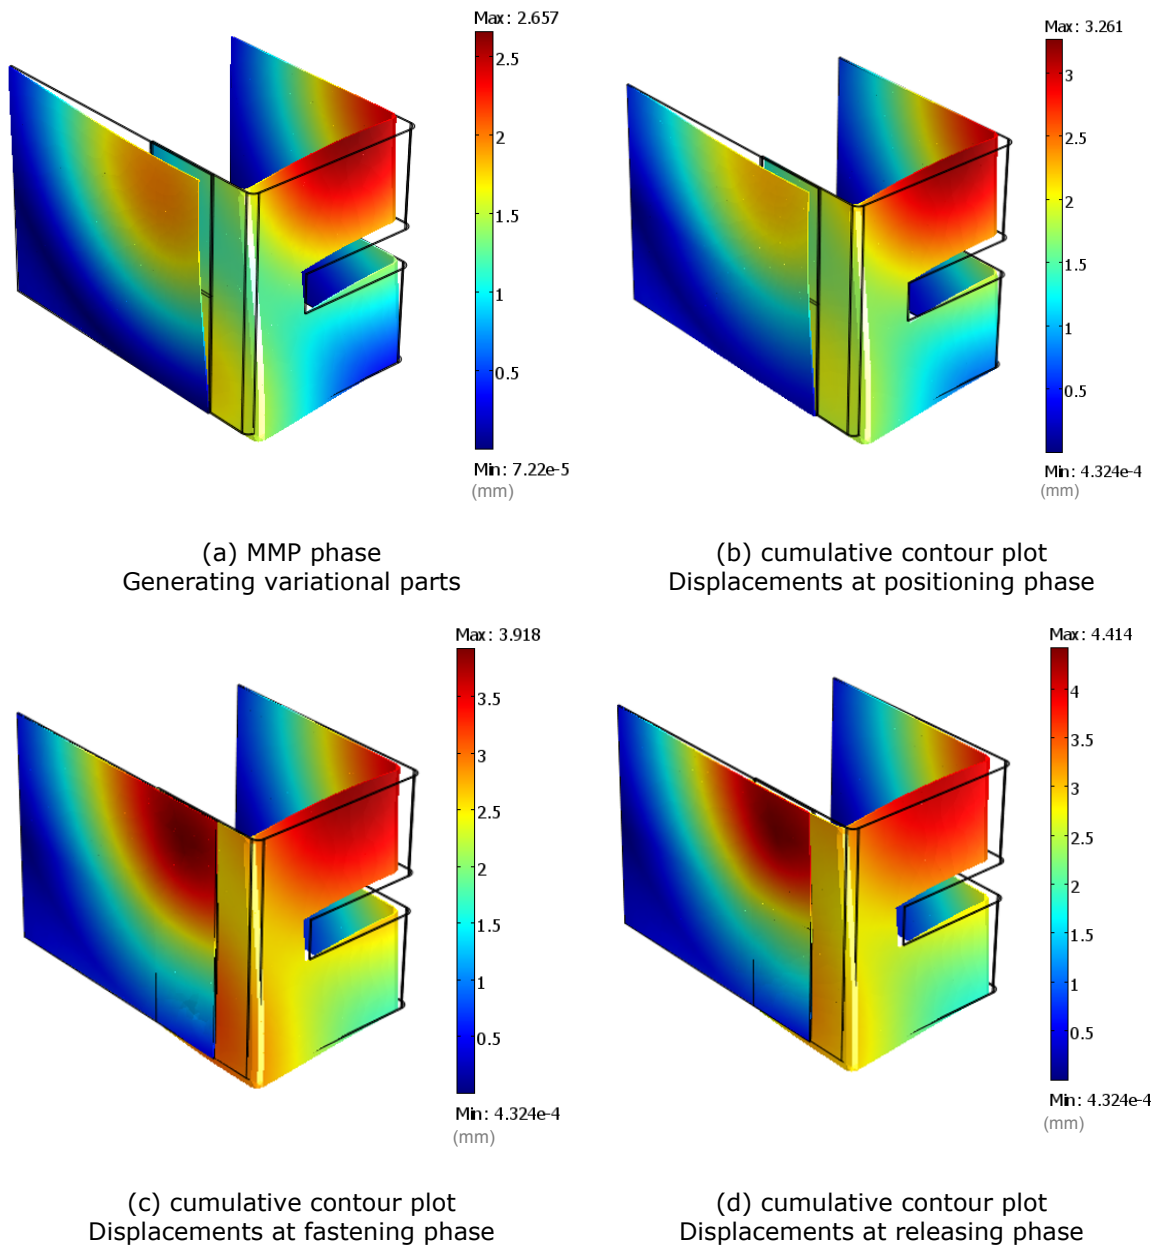 Max: 2.657
2.5
2
1.5
1
0.5
Min: 7.22e-5
(mm)
(a) MMP phase
Generating variational parts
Max: 3.261
3
2.5
2
1.5
1
0.5
Min: 4.324e-4
(mm)
(b) cumulative contour plot
Displacements at positioning phase
Max: 3.918
3.5
3
2.5
2
1.5
1
0.5
Min: 4.324e-4
(mm)
(c) cumulative contour plot
Displacements at fastening phase
Max: 4.414
4
3.5
3
2.5
2
1.5
1
0.5
Min: 4.324e-4
(mm)
(d) cumulative contour plot
Displacements at releasing phase